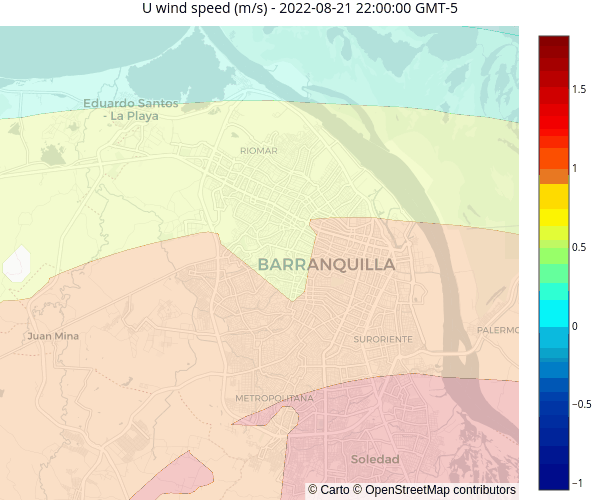 U wind speed (m/s) - 2022-08-21 22:00:00 GMT-5
Eduardo Santos
- La Playa
RIOMAR
BARRANQUILLA
Juan Mina
SURORIENTE
PALERMO
METROPOLITANA
Soledad
© Carto © OpenStreetMap contributors
1.5
1
0.5
0
−0.5
−1